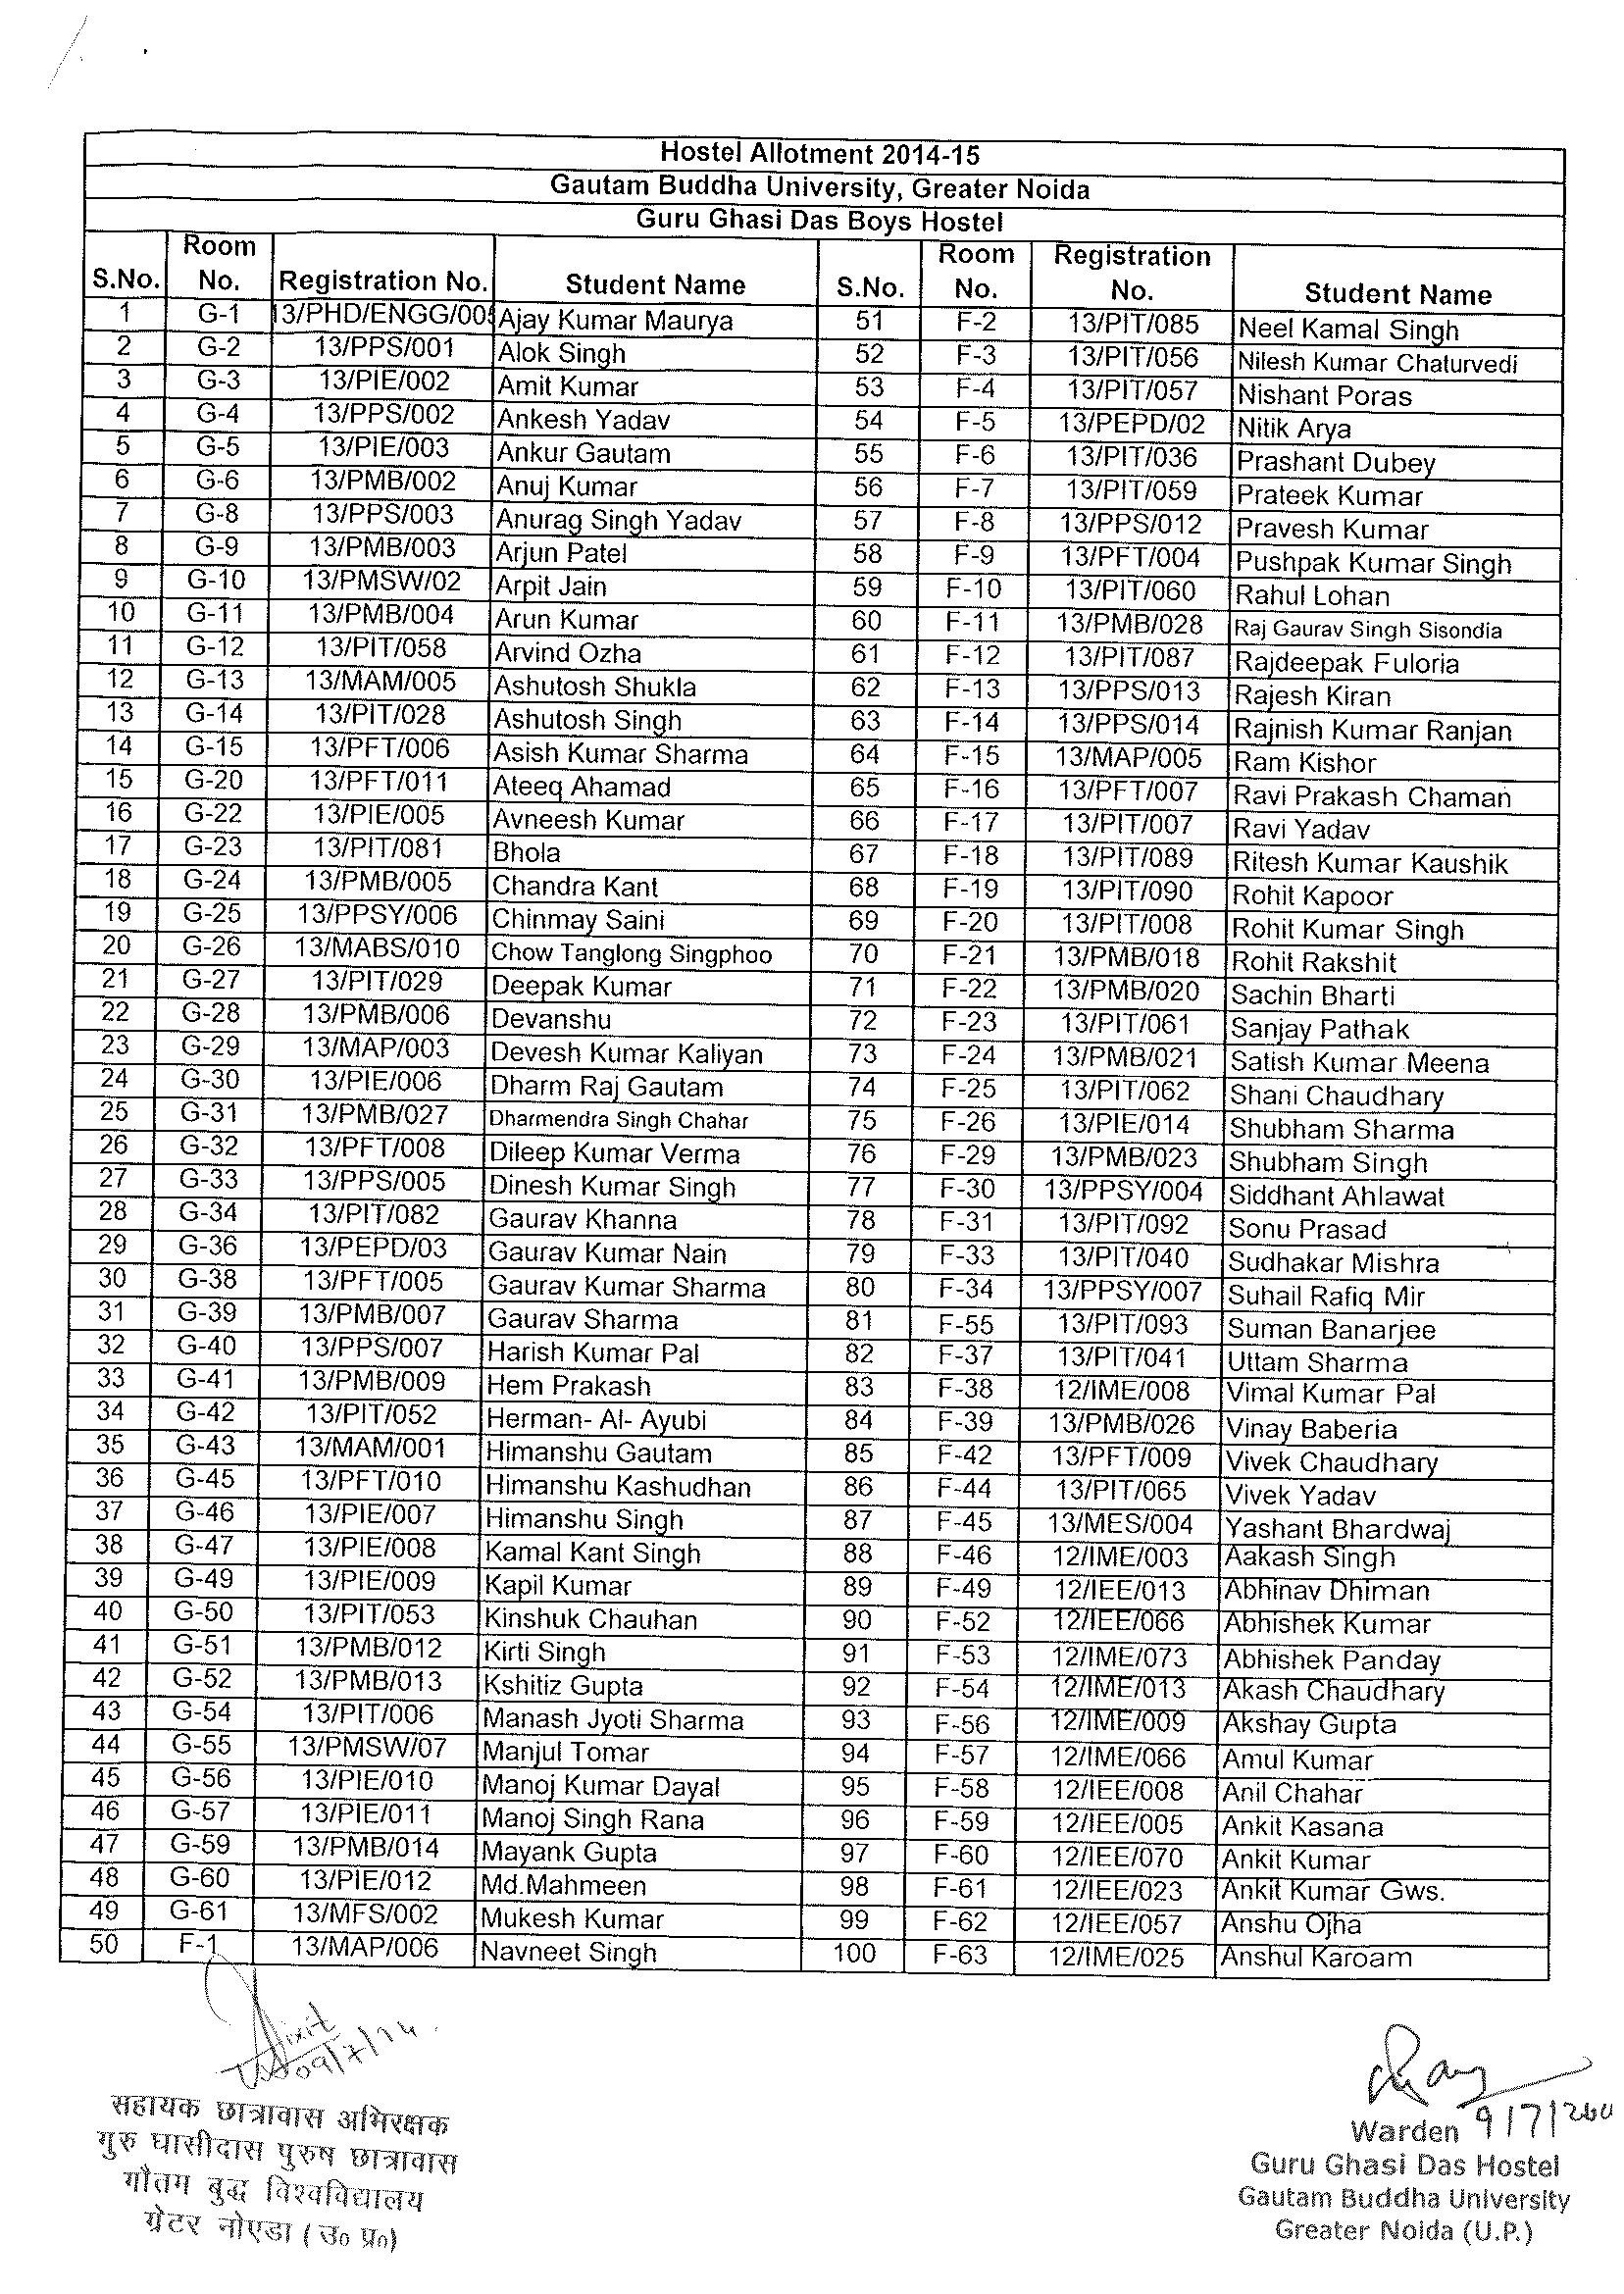 Hostel Allotment 2014-15
Gautam Buddha University, Greater Noida
Guru Ghasi Das Boys Hostel
S.No. Room No. Registration No. Student Name S.No. Room No. Registration No. Student Name
1 G-1 13/PHD/ENGG/005 Ajay Kumar Maurya 51 F-2 13/PIT/085 Neel Kamal Singh
2 G-2 13/PPS/001 Alok Singh 52 F-3 13/PIT/056 Nilesh Kumar Chaturvedi
3 G-3 13/PIE/002 Amit Kumar 53 F-4 13/PIT/057 Nishant Poras
4 G-4 13/PPS/002 Ankesh Yadav 54 F-5 13/PEPD/02 Nitik Arya
5 G-5 13/PIE/003 Ankur Gautam 55 F-6 13/PIT/036 Prashant Dubey
6 G-6 13/PMB/002 Anuj Kumar 56 F-7 13/PIT/059 Prateek Kumar
7 G-8 13/PPS/003 Anurag Singh Yadav 57 F-8 13/PPS/012 Pravesh Kumar
8 G-9 13/PMB/003 Arjun Patel 58 F-9 13/PFT/004 Pushpak Kumar Singh
9 G-10 13/PMSW/02 Arpit Jain 59 F-10 13/PIT/060 Rahul Lohan
10 G-11 13/PMB/004 Arun Kumar 60 F-11 13/PMB/028 Raj Gaurav Singh Sisondia
11 G-12 13/PIT/058 Arvind Ozha 61 F-12 13/PIT/087 Rajdeepak Fuloria
12 G-13 13/MAM/005 Ashutosh Shukla 62 F-13 13/PPS/013 Rajesh Kiran
13 G-14 13/PIT/028 Ashutosh Singh 63 F-14 13/PPS/014 Rajnish Kumar Ranjan
14 G-15 13/PFT/006 Asish Kumar Sharma 64 F-15 13/MAP/005 Ram Kishor
15 G-20 13/PFT/011 Ateeq Ahamad 65 F-16 13/PFT/007 Ravi Prakash Chaman
16 G-22 13/PIE/005 Avneesh Kumar 66 F-17 13/PIT/007 Ravi Yadav
17 G-23 13/PIT/081 Bhola 67 F-18 13/PIT/089 Ritesh Kumar Kaushik
18 G-24 13/PMB/005 Chandra Kant 68 F-19 13/PIT/090 Rohit Kapoor
19 G-25 13/PPSY/006 Chinmay Saini 69 F-20 13/PIT/008 Rohit Kumar Singh
20 G-26 13/MABS/010 Chow Tanglong Singphoo 70 F-21 13/PMB/018 Rohit Rakshit
21 G-27 13/PIT/029 Deepak Kumar 71 F-22 13/PMB/020 Sachin Bharti
22 G-28 13/PMB/006 Devanshu 72 F-23 13/PIT/061 Sanjay Pathak
23 G-29 13/MAP/003 Devesh Kumar Kaliyan 73 F-24 13/PMB/021 Satish Kumar Meena
24 G-30 13/PIE/006 Dharm Raj Gautam 74 F-25 13/PIT/062 Shani Chaudhary
25 G-31 13/PMB/027 Dharmendra Singh Chahar 75 F-26 13/PIE/014 Shubham Sharma
26 G-32 13/PFT/008 Dileep Kumar Verma 76 F-29 13/PMB/023 Shubham Singh
27 G-33 13/PPS/005 Dinesh Kumar Singh 77 F-30 13/PPSY/004 Siddhant Ahlawat
28 G-34 13/PIT/082 Gaurav Khanna 78 F-31 13/PIT/092 Sonu Prasad
29 G-36 13/PEPD/03 Gaurav Kumar Nain 79 F-33 13/PIT/040 Sudhakar Mishra
30 G-38 13/PFT/005 Gaurav Kumar Sharma 80 F-34 13/PPSY/007 Suhail Rafiq Mir
31 G-39 13/PMB/007 Gaurav Sharma 81 F-55 13/PIT/093 Suman Banarjee
32 G-40 13/PPS/007 Harish Kumar Pal 82 F-37 13/PIT/041 Uttam Sharma
33 G-41 13/PMB/009 Hem Prakash 83 F-38 12/IME/008 Vimal Kumar Pal
34 G-42 13/PIT/052 Herman- Al- Ayubi 84 F-39 13/PMB/026 Vinay Baberia
35 G-43 13/MAM/001 Himanshu Gautam 85 F-42 13/PFT/009 Vivek Chaudhary
36 G-45 13/PFT/010 Himanshu Kashudhan 86 F-44 13/PIT/065 Vivek Yadav
37 G-46 13/PIE/007 Himanshu Singh 87 F-45 13/MES/004 Yashant Bhardwaj
38 G-47 13/PIE/008 Kamal Kant Singh 88 F-46 12/IME/003 Aakash Singh
39 G-49 13/PIE/009 Kapil Kumar 89 F-49 12/IEE/013 Abhinav Dhiman
40 G-50 13/PIT/053 Kinshuk Chauhan 90 F-52 12/IEE/066 Abhishek Kumar
41 G-51 13/PMB/012 Kirti Singh 91 F-53 12/IME/073 Abhishek Panday
42 G-52 13/PMB/013 Kshitiz Gupta 92 F-54 12/IME/013 Akash Chaudhary
43 G-54 13/PIT/006 Manash Jyoti Sharma 93 F-56 12/IME/009 Akshay Gupta
44 G-55 13/PMSW/07 Manjul Tomar 94 F-57 12/IME/066 Amul Kumar
45 G-56 13/PIE/010 Manoj Kumar Dayal 95 F-58 12/IEE/008 Anil Chahar
46 G-57 13/PIE/011 Manoj Singh Rana 96 F-59 12/IEE/005 Ankit Kasana
47 G-59 13/PMB/014 Mayank Gupta 97 F-60 12/IEE/070 Ankit Kumar
48 G-60 13/PIE/012 Md.Mahmeen 98 F-61 12/IEE/023 Ankit Kumar Gws.
49 G-61 13/MFS/002 Mukesh Kumar 99 F-62 12/IEE/057 Anshu Ojha
50 F-1 13/MAP/006 Navneet Singh 100 F-63 12/IME/025 Anshul Karoam
09/7/14
सहायक छात्रावास अभिरक्षक
गुरु घासीदास पुरुष छात्रावास
गौतम बुद्ध विश्वविद्यालय
ग्रेटर नोएडा (उ० प्र०)
Warden 9/7/
Guru Ghasi Das Hostel
Gautam Buddha University
Greater Noida (U.P.)